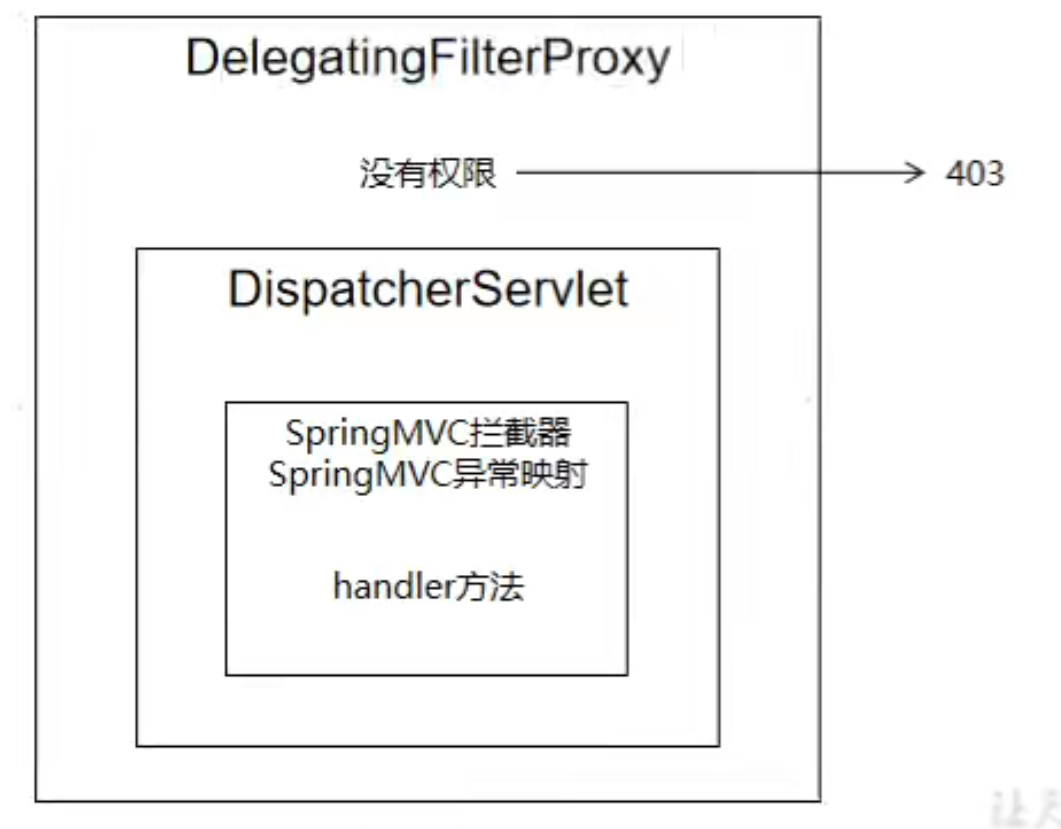 DelegatingFilterProxy
没有权限 403
DispatcherServlet
SpringMVC拦截器
SpringMVC异常映射
handler方法
让天